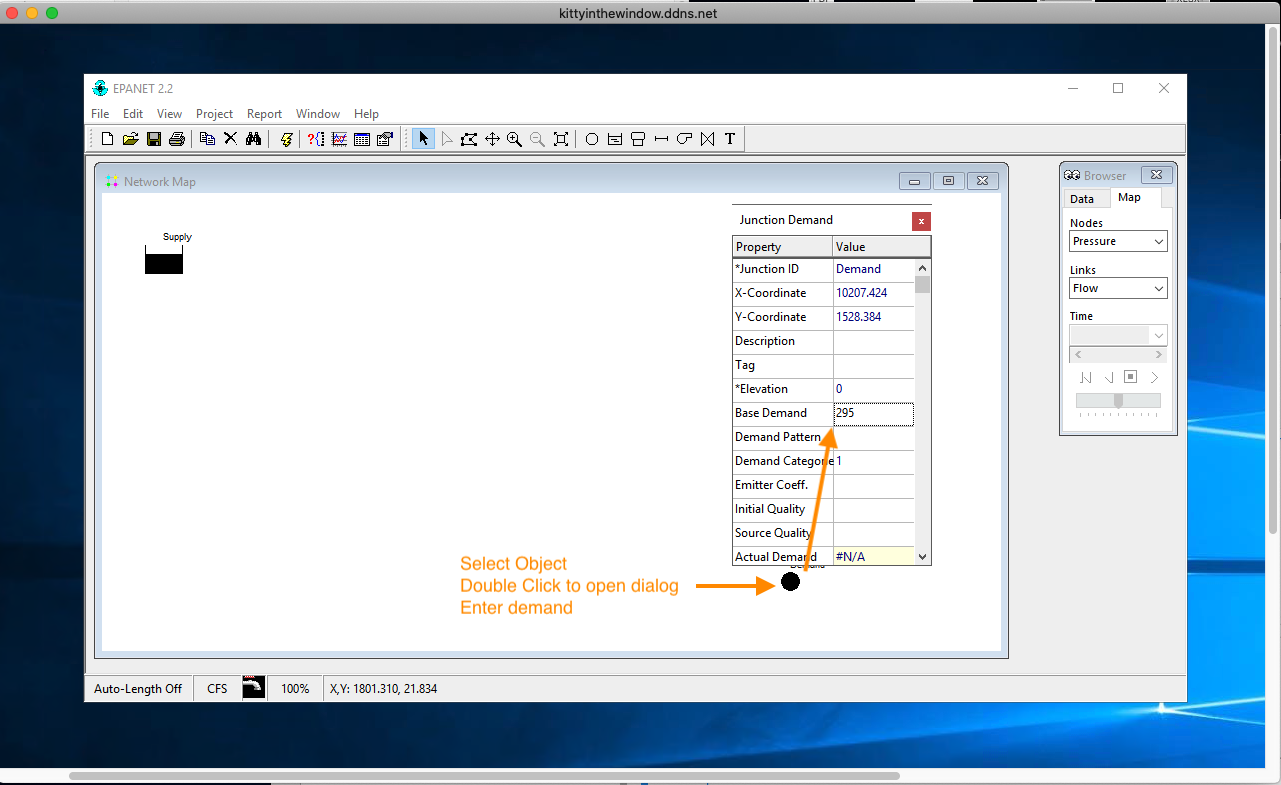 kittyinthewindow.ddns.net
EPANET 2.2
File Edit View Project Report Window Help
T
Network Map
Supply
Junction Demand
Property Value
*Junction ID Demand
X-Coordinate 10207.424
Y-Coordinate 1528.384
Description
Tag
*Elevation 0
Base Demand 295
Demand Pattern
Demand Categorie 1
Emitter Coeff.
Initial Quality
Source Quality
Actual Demand #N/A
Demand
Select Object
Double Click to open dialog
Enter demand
Browser
Data Map
Nodes
Pressure
Links
Flow
Time
Auto-Length Off CFS 100% X,Y: 1801.310, 21.834